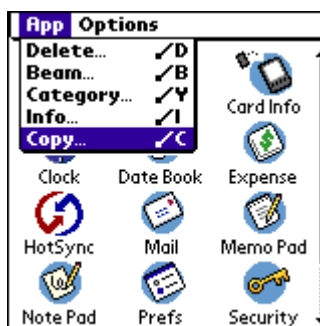 App Options
Delete... /D
Beam... /B
Category... /Y
Info... /I
Copy... /C
Card Info
Clock Date Book Expense
HotSync Mail Memo Pad
Note Pad Prefs Security